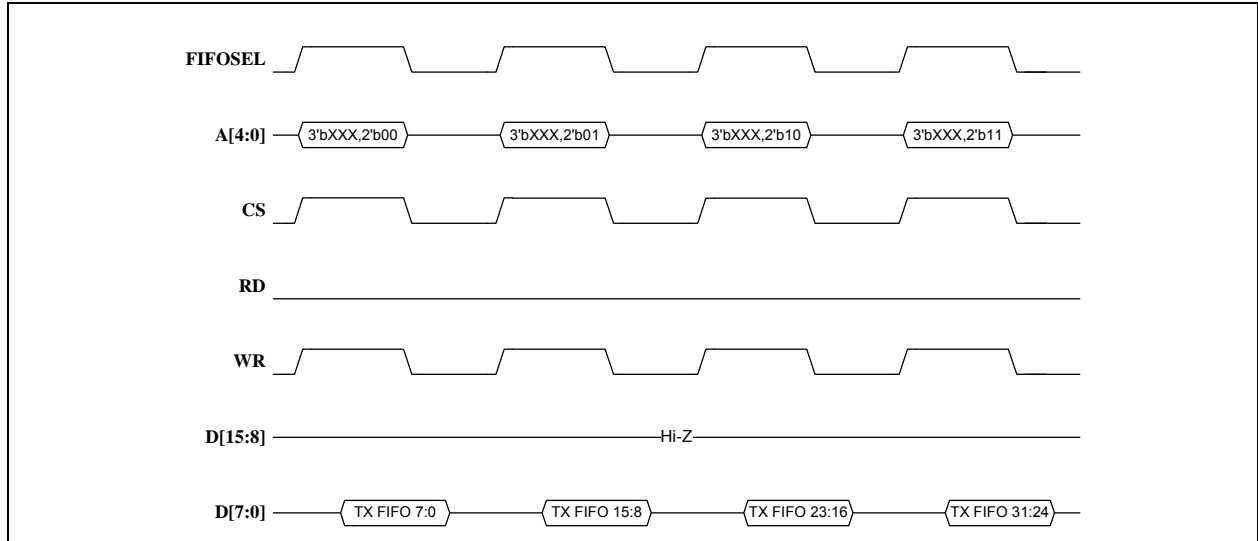 FIFOSEL
A[4:0] 3'bXXX,2'b00 3'bXXX,2'b01 3'bXXX,2'b10 3'bXXX,2'b11
CS
RD
WR
D[15:8] Hi-Z
D[7:0] TX FIFO 7:0 TX FIFO 15:8 TX FIFO 23:16 TX FIFO 31:24